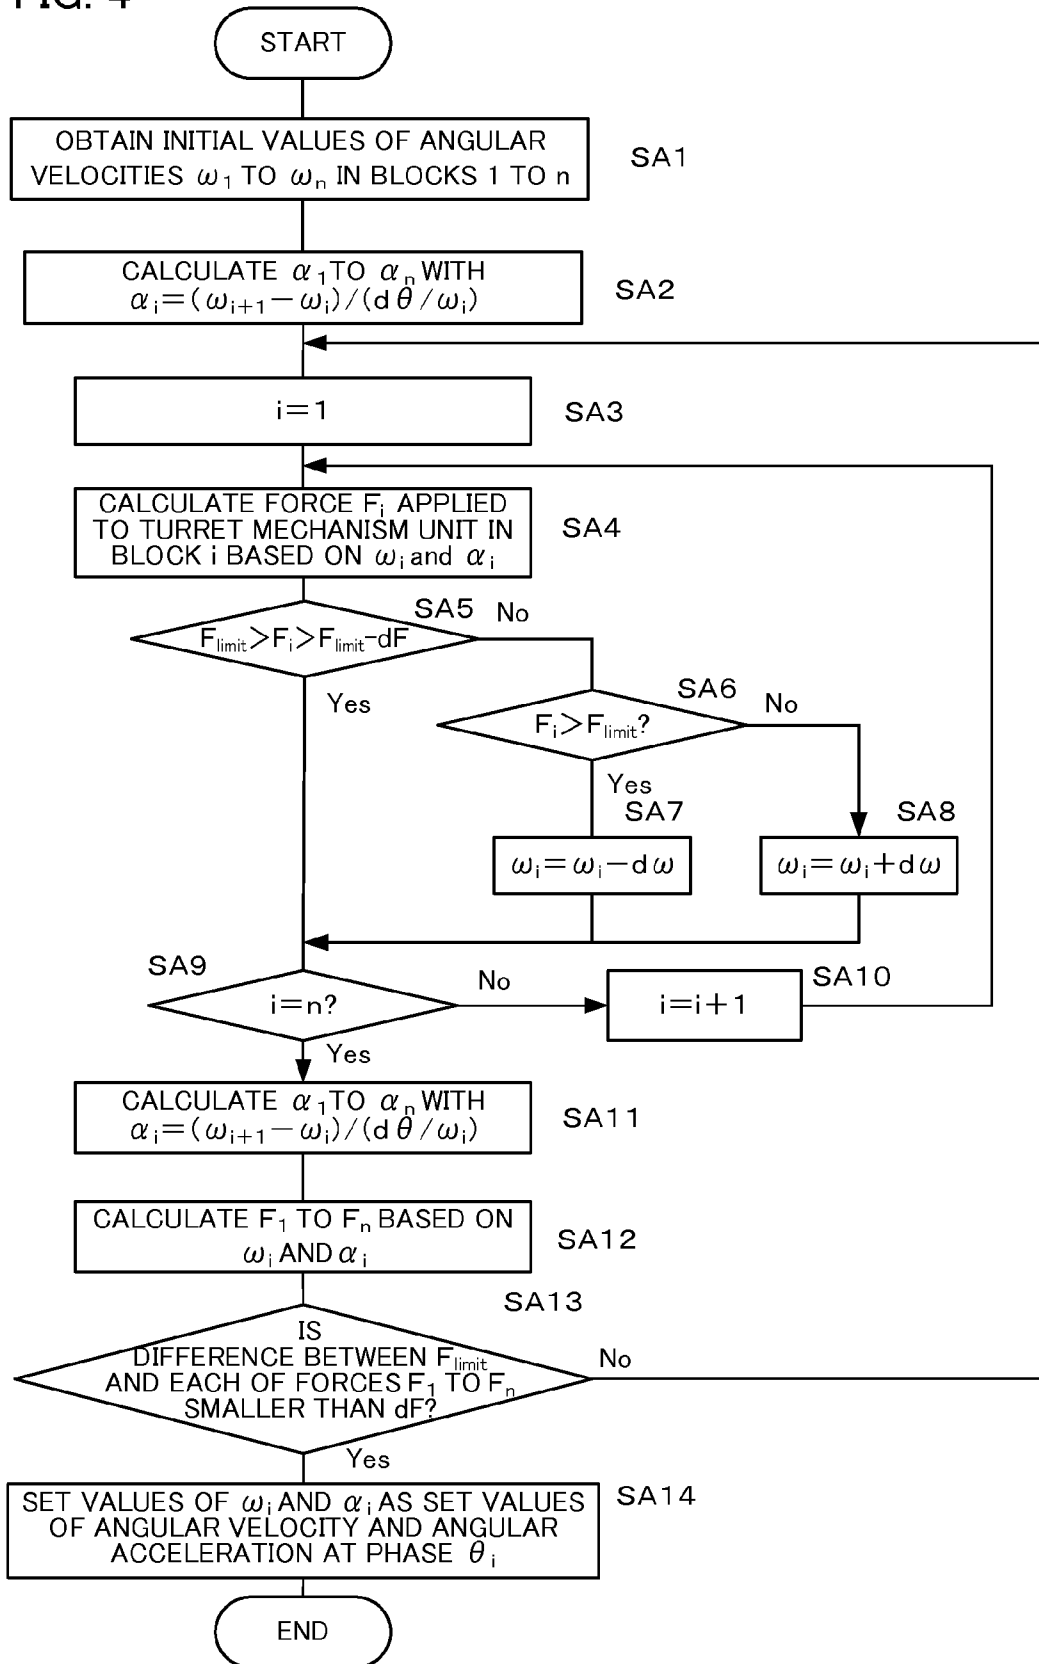 FIG. 4
START
OBTAIN INITIAL VALUES OF ANGULAR
VELOCITIES ω1 TO ωn IN BLOCKS 1 TO n
SA1
CALCULATE α1 TO αn WITH
αi=(ωi+1−ωi)/(dθ/ωi)
SA2
i=1
SA3
CALCULATE FORCE Fi APPLIED
TO TURRET MECHANISM UNIT IN
BLOCK i BASED ON ωi and αi
SA4
SA5
No
Flimit>Fi>Flimit-dF
Yes
SA6
No
Fi>Flimit?
Yes
SA7
SA8
ωi=ωi−dω
ωi=ωi+dω
SA9
i=n?
No
SA10
i=i+1
Yes
CALCULATE α1 TO αn WITH
αi=(ωi+1−ωi)/(dθ/ωi)
SA11
CALCULATE F1 TO Fn BASED ON
ωi AND αi
SA12
SA13
IS
DIFFERENCE BETWEEN Flimit
AND EACH OF FORCES F1 TO Fn
SMALLER THAN dF?
No
Yes
SET VALUES OF ωi AND αi AS SET VALUES
OF ANGULAR VELOCITY AND ANGULAR
ACCELERATION AT PHASE θi
SA14
END